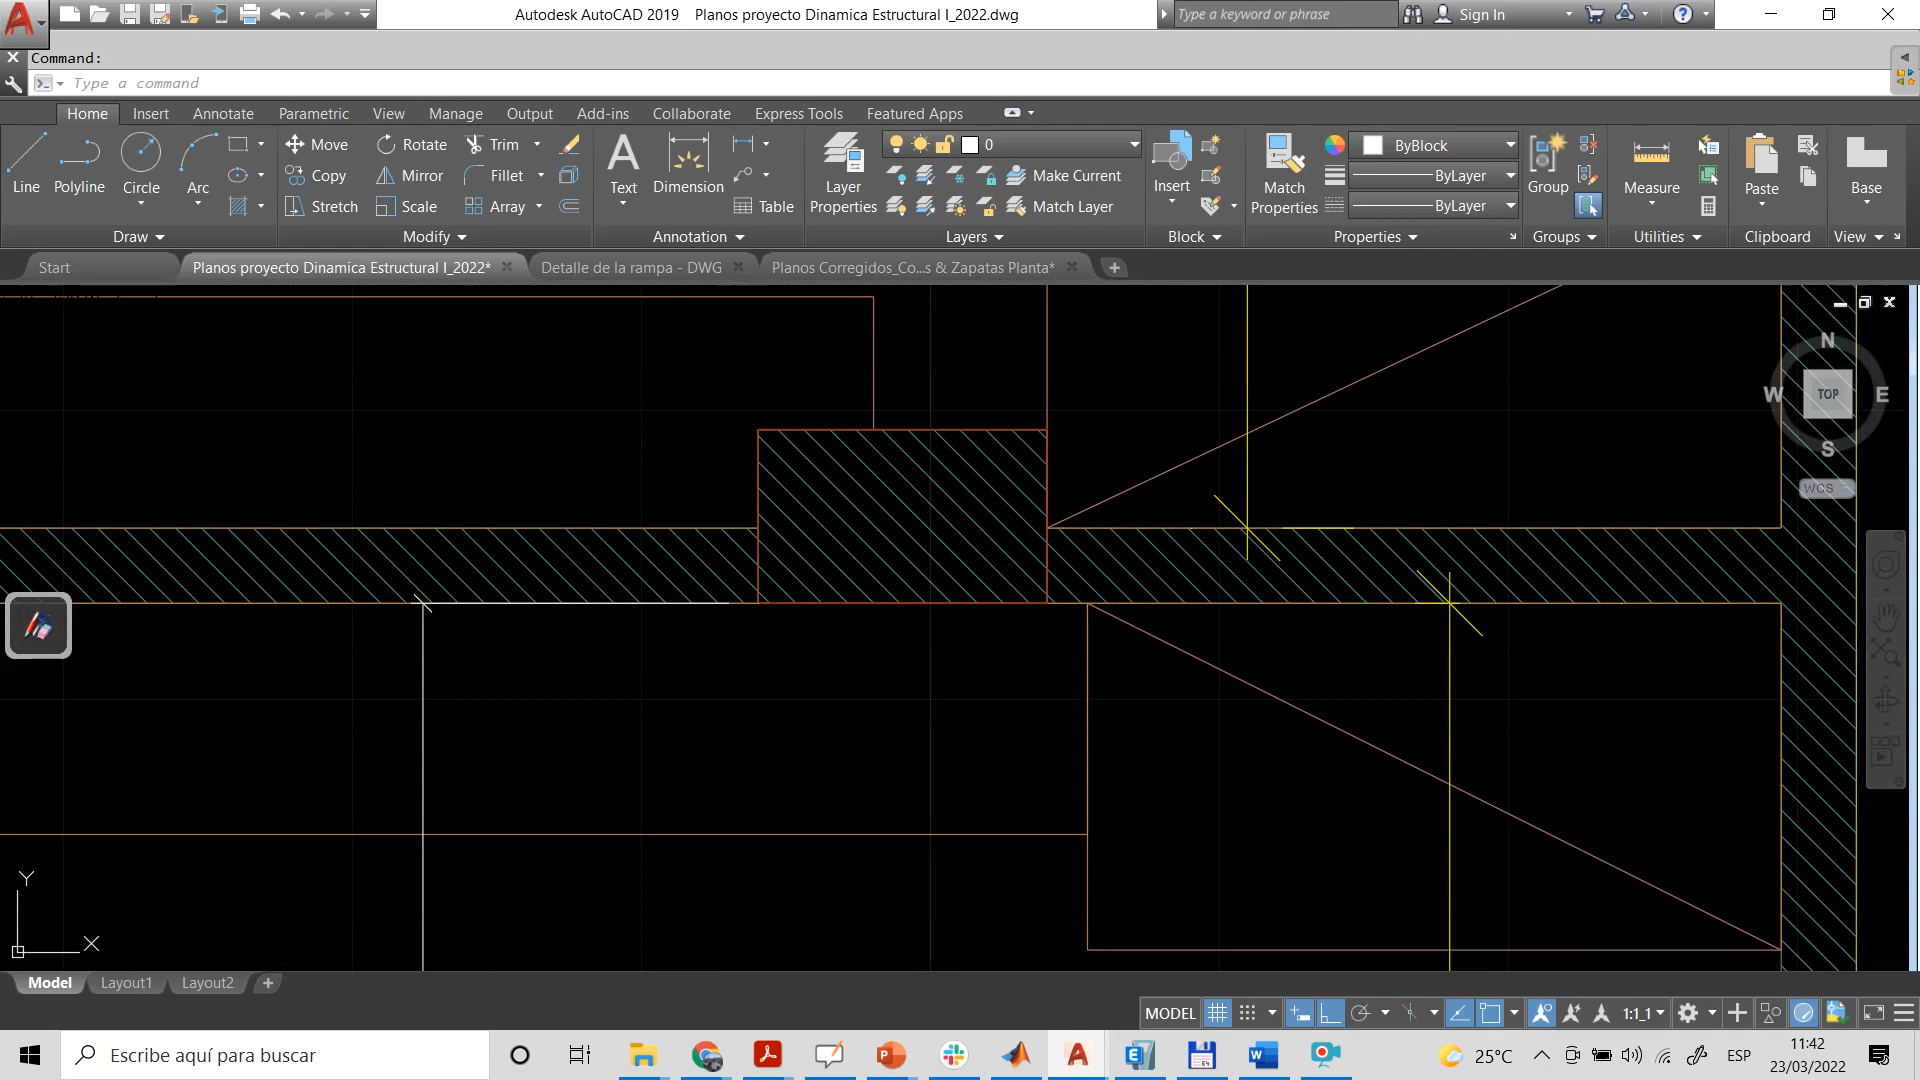 Autodesk AutoCAD 2019 Planos proyecto Dinamica Estructural I_2022.dwg
Type a keyword or phrase
Sign In
Command:
Type a command
Home Insert Annotate Parametric View Manage Output Add-ins Collaborate Express Tools Featured Apps
Line Polyline Circle Arc
Draw
Move Rotate Trim
Copy Mirror Fillet
Stretch Scale Array
Modify
Text Dimension Table
Annotation
Layer Properties
0
Make Current
Match Layer
Layers
Insert
Block
Match Properties
ByBlock
ByLayer
ByLayer
Properties
Group
Groups
Measure
Utilities
Paste
Clipboard
Base
View
Start Planos proyecto Dinamica Estructural I_2022* Detalle de la rampa - DWG Planos Corregidos_Co...s & Zapatas Planta*
N
W TOP E
S
WCS
Y
X
Model Layout1 Layout2
MODEL 1:1_1
Escribe aquí para buscar
25°C ESP
11:42
23/03/2022